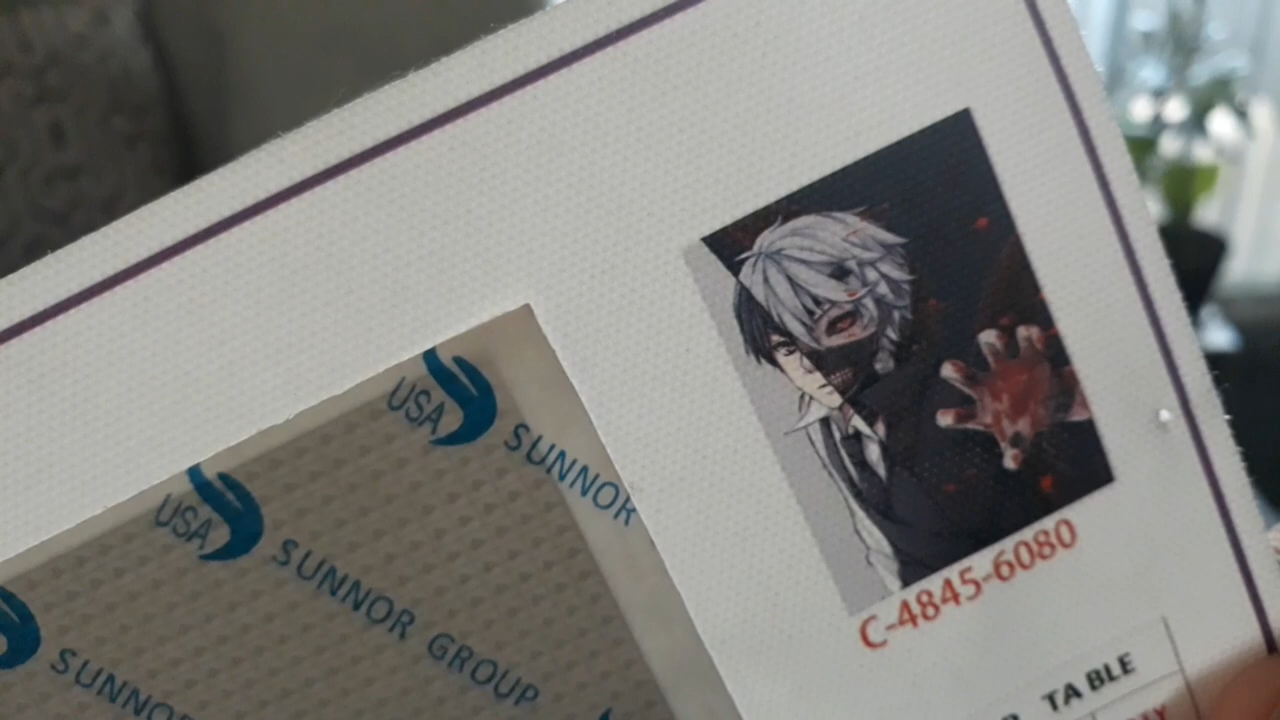 USA SUNNOR
USA SUNNOR GROUP
SUNNOR
C-4845-6080
TABLE